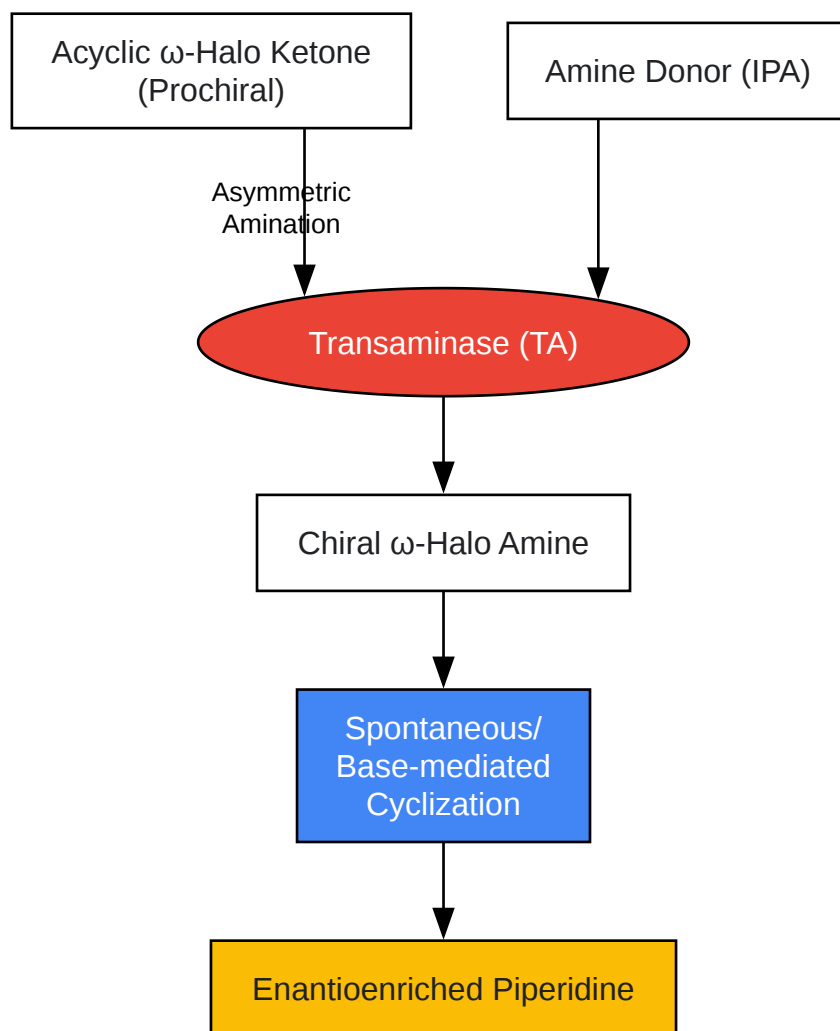 Acyclic ω-Halo Ketone
(Prochiral)
Amine Donor (IPA)
Asymmetric
Amination
Transaminase (TA)
Chiral ω-Halo Amine
Spontaneous/
Base-mediated
Cyclization
Enantioenriched Piperidine